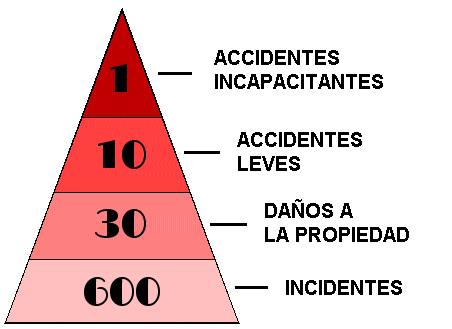 1
ACCIDENTES
INCAPACITANTES
10
ACCIDENTES
LEVES
30
DAÑOS A
LA PROPIEDAD
600
INCIDENTES